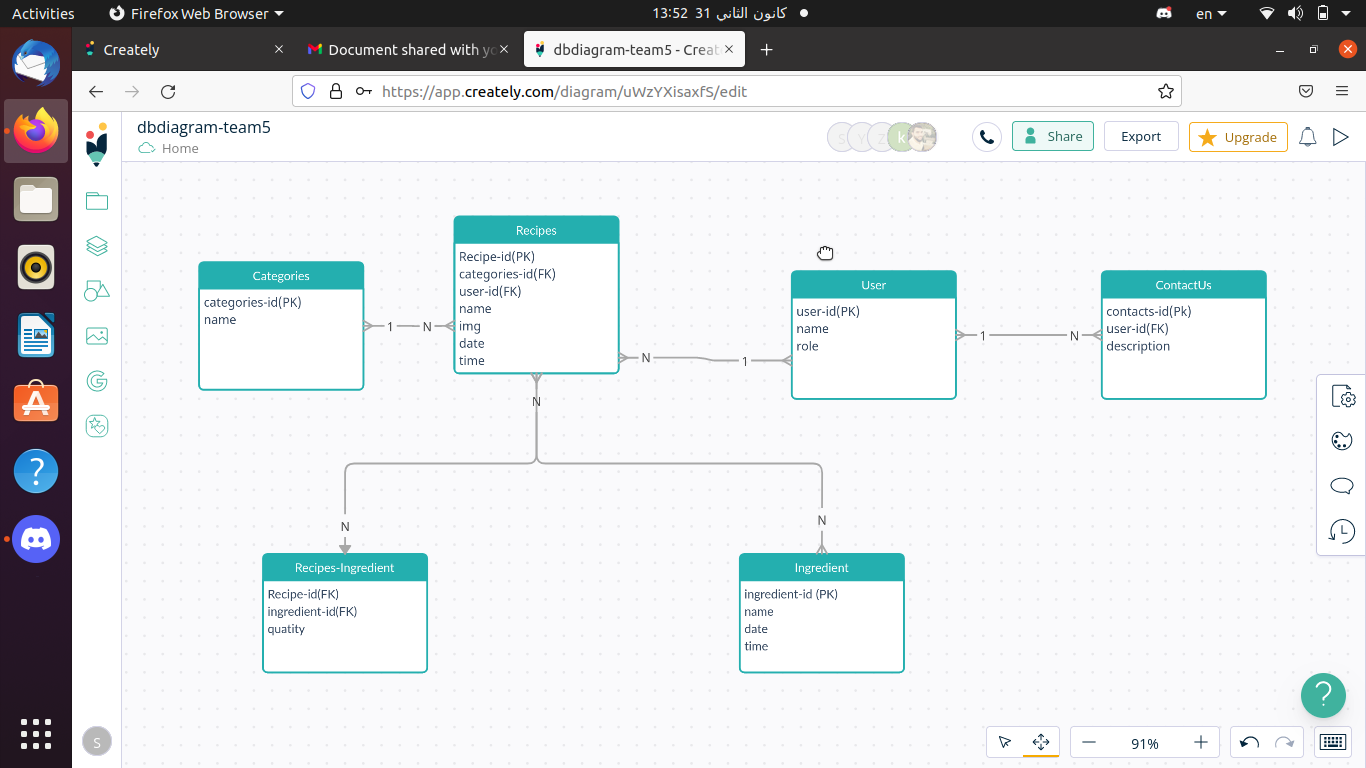 Activities
Firefox Web Browser
13:52 31 كانون الثاني
en
Creately
Document shared with yo
dbdiagram-team5 - Creat
https://app.creately.com/diagram/uWzYXisaxfS/edit
dbdiagram-team5
Home
S
Y
Z
k
Share
Export
Upgrade
Recipes
Recipe-id(PK)
categories-id(FK)
user-id(FK)
name
img
date
time
Categories
categories-id(PK)
name
1
N
User
user-id(PK)
name
role
N
1
ContactUs
contacts-id(Pk)
user-id(FK)
description
1
N
N
N
N
Recipes-Ingredient
Recipe-id(FK)
ingredient-id(FK)
quatity
Ingredient
ingredient-id (PK)
name
date
time
S
91%
?